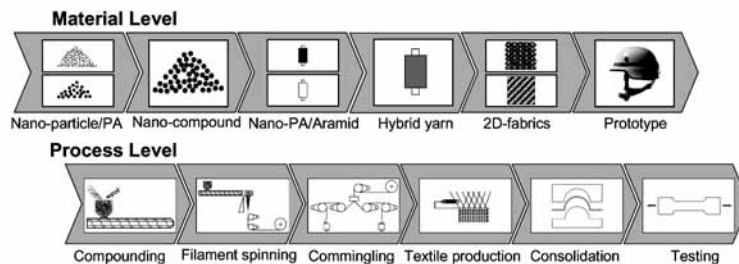 Material Level
Nano-particle/PA Nano-compound Nano-PA/Aramid Hybrid yarn 2D-fabrics Prototype
Process Level
Compounding Filament spinning Commingling Textile production Consolidation Testing